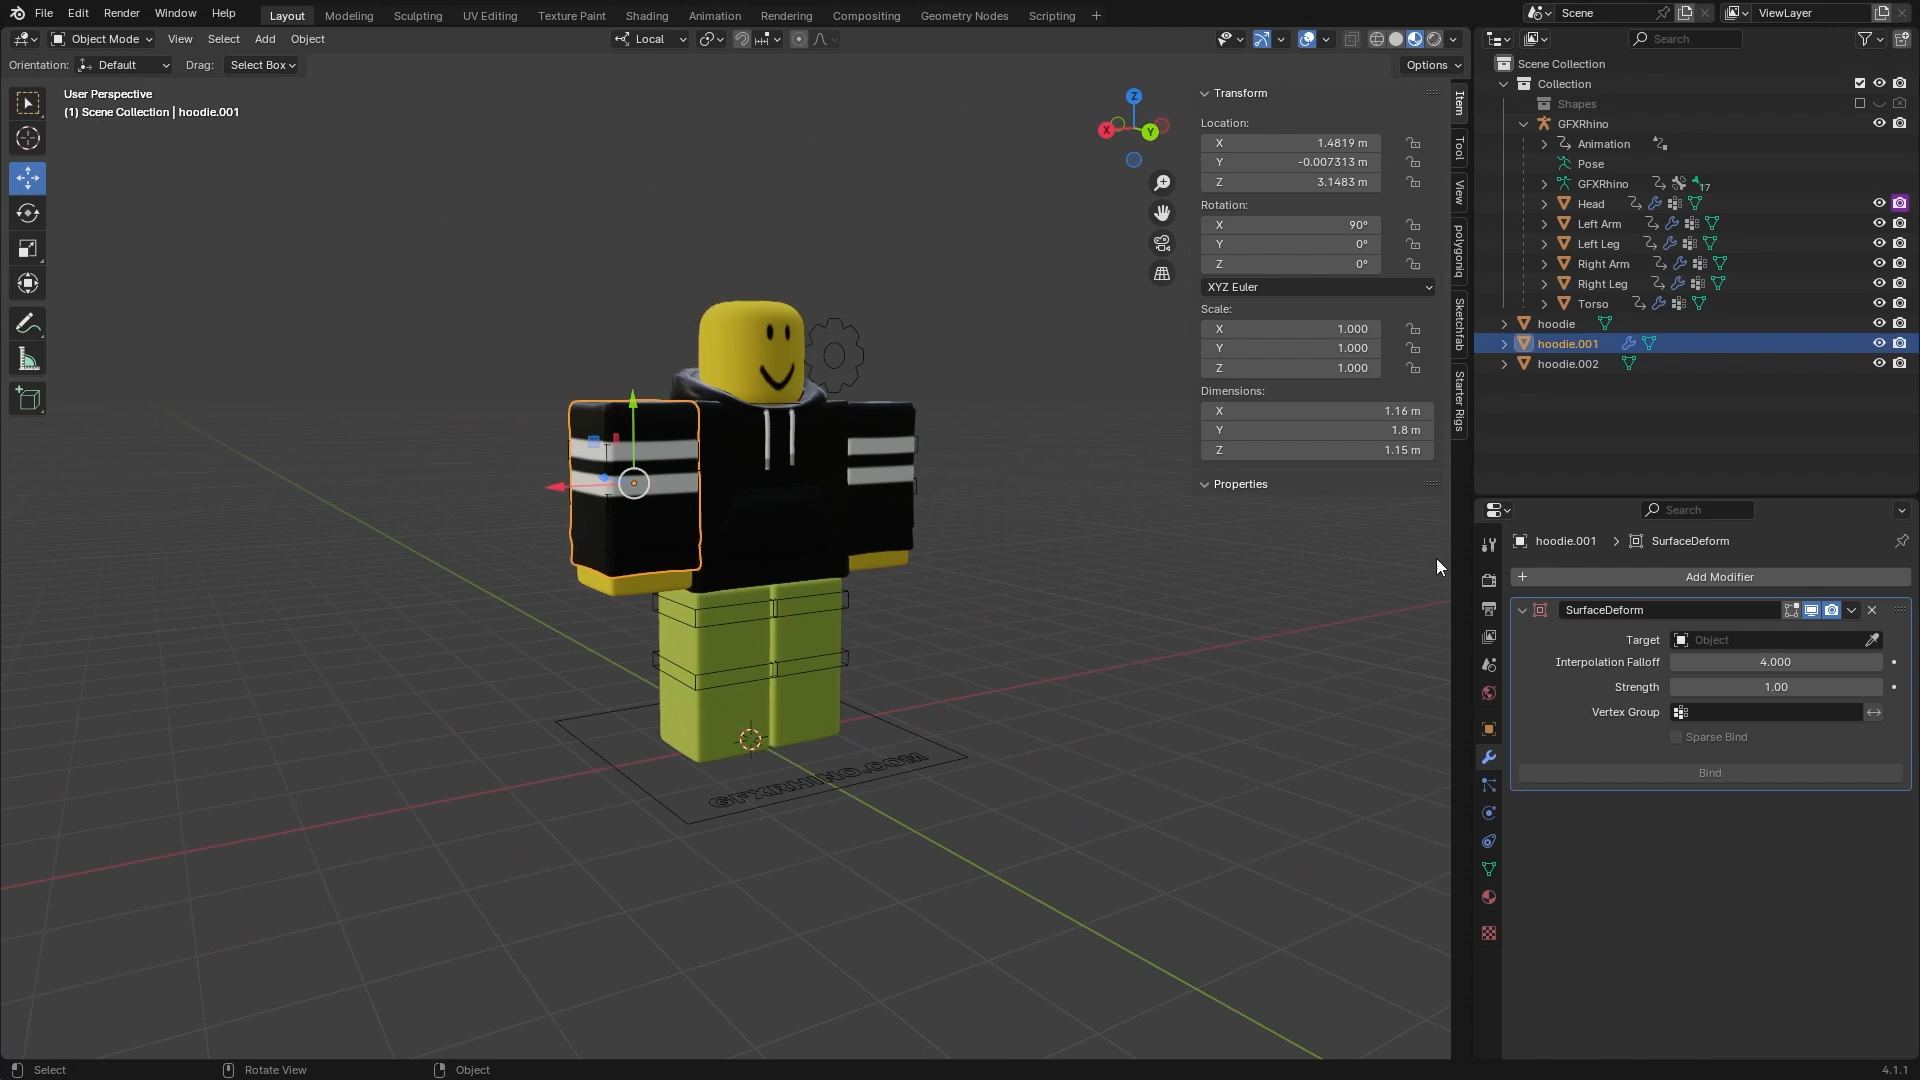 File Edit Render Window Help
Layout Modeling Sculpting UV Editing Texture Paint Shading Animation Rendering Compositing Geometry Nodes Scripting
Scene ViewLayer
Object Mode View Select Add Object Local
Search
Orientation: Default Drag: Select Box Options
User Perspective
(1) Scene Collection | hoodie.001
Z
X
Y
Transform
Location:
X 1.4819 m
Y -0.007313 m
Z 3.1483 m
Rotation:
X 90°
Y 0°
Z 0°
XYZ Euler
Scale:
X 1.000
Y 1.000
Z 1.000
Dimensions:
X 1.16 m
Y 1.8 m
Z 1.15 m
Properties
Item
Tool
View
polygoniq
Sketchfab
Starter Rigs
Scene Collection
Collection
Shapes
GFXRhino
Animation
Pose
GFXRhino 17
Head
Left Arm
Left Leg
Right Arm
Right Leg
Torso
hoodie
hoodie.001
hoodie.002
Search
hoodie.001 > SurfaceDeform
Add Modifier
SurfaceDeform
Target Object
Interpolation Falloff 4.000
Strength 1.00
Vertex Group
Sparse Bind
Bind
GFXRHINO.COM
Select Rotate View Object 4.1.1